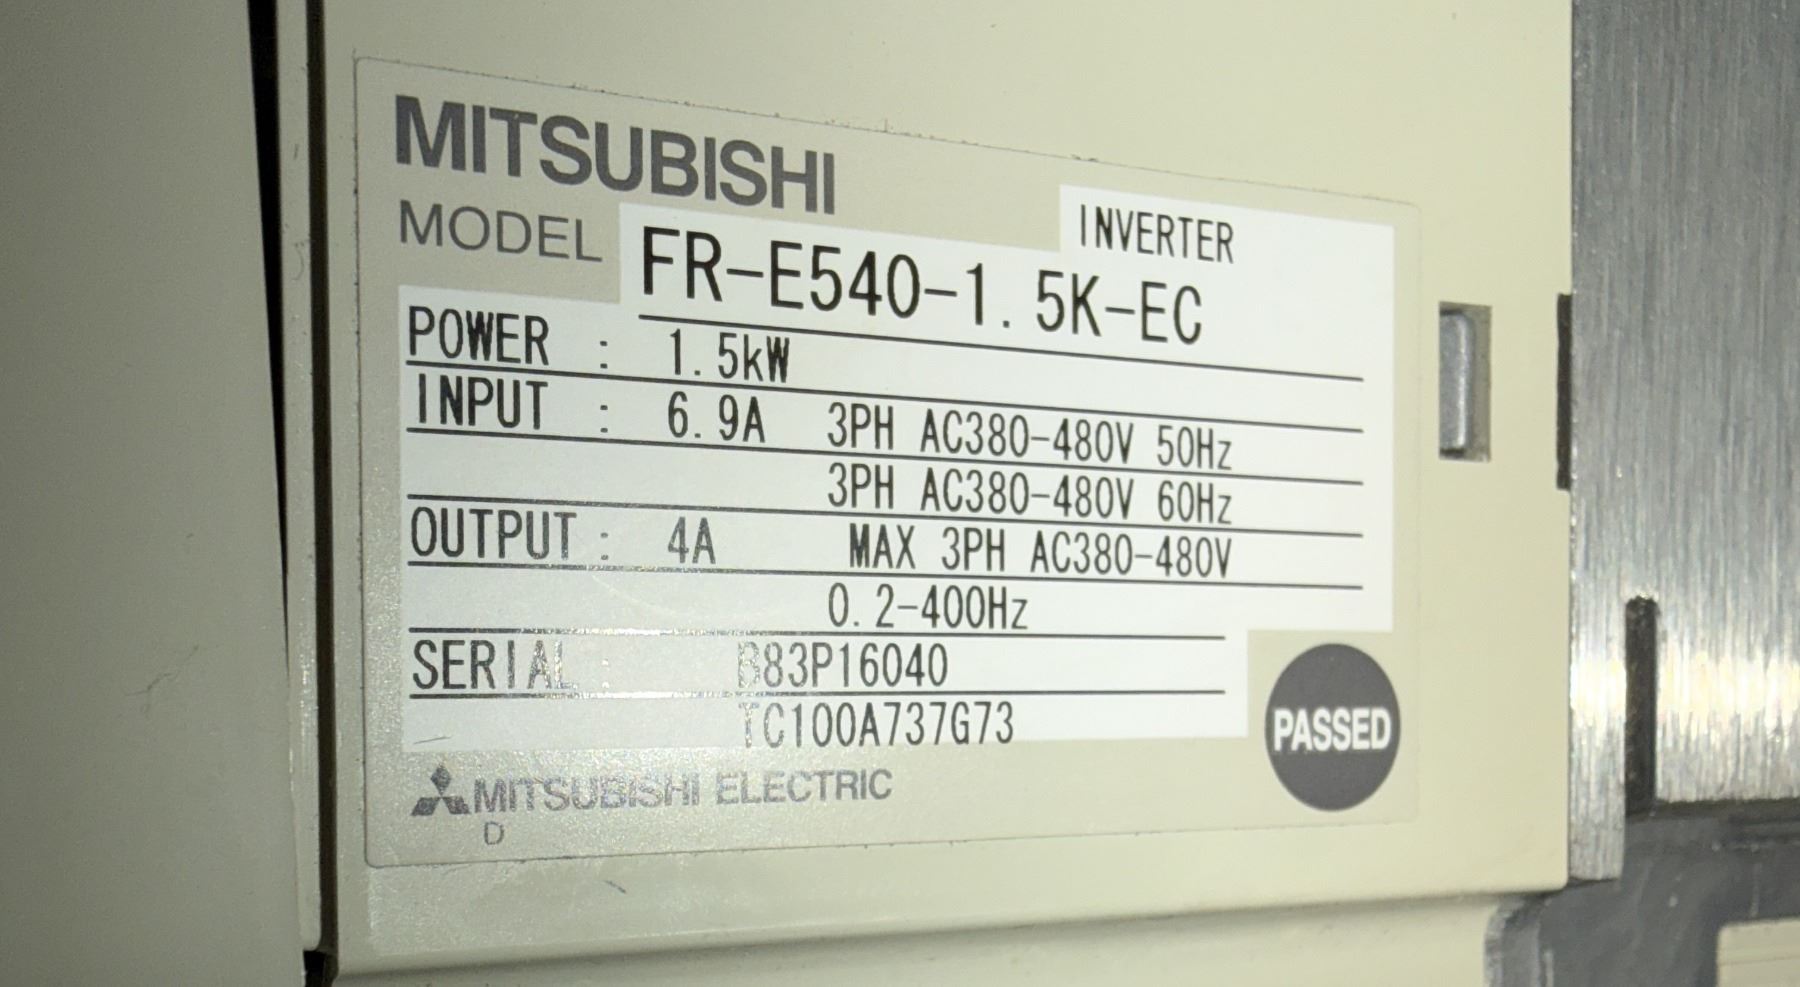 MITSUBISHI
INVERTER
MODEL FR-E540-1.5K-EC
POWER : 1.5kW
INPUT : 6.9A 3PH AC380-480V 50Hz
3PH AC380-480V 60Hz
OUTPUT : 4A MAX 3PH AC380-480V
0.2-400Hz
SERIAL : B83P16040
TC100A737G73
PASSED
MITSUBISHI ELECTRIC
D